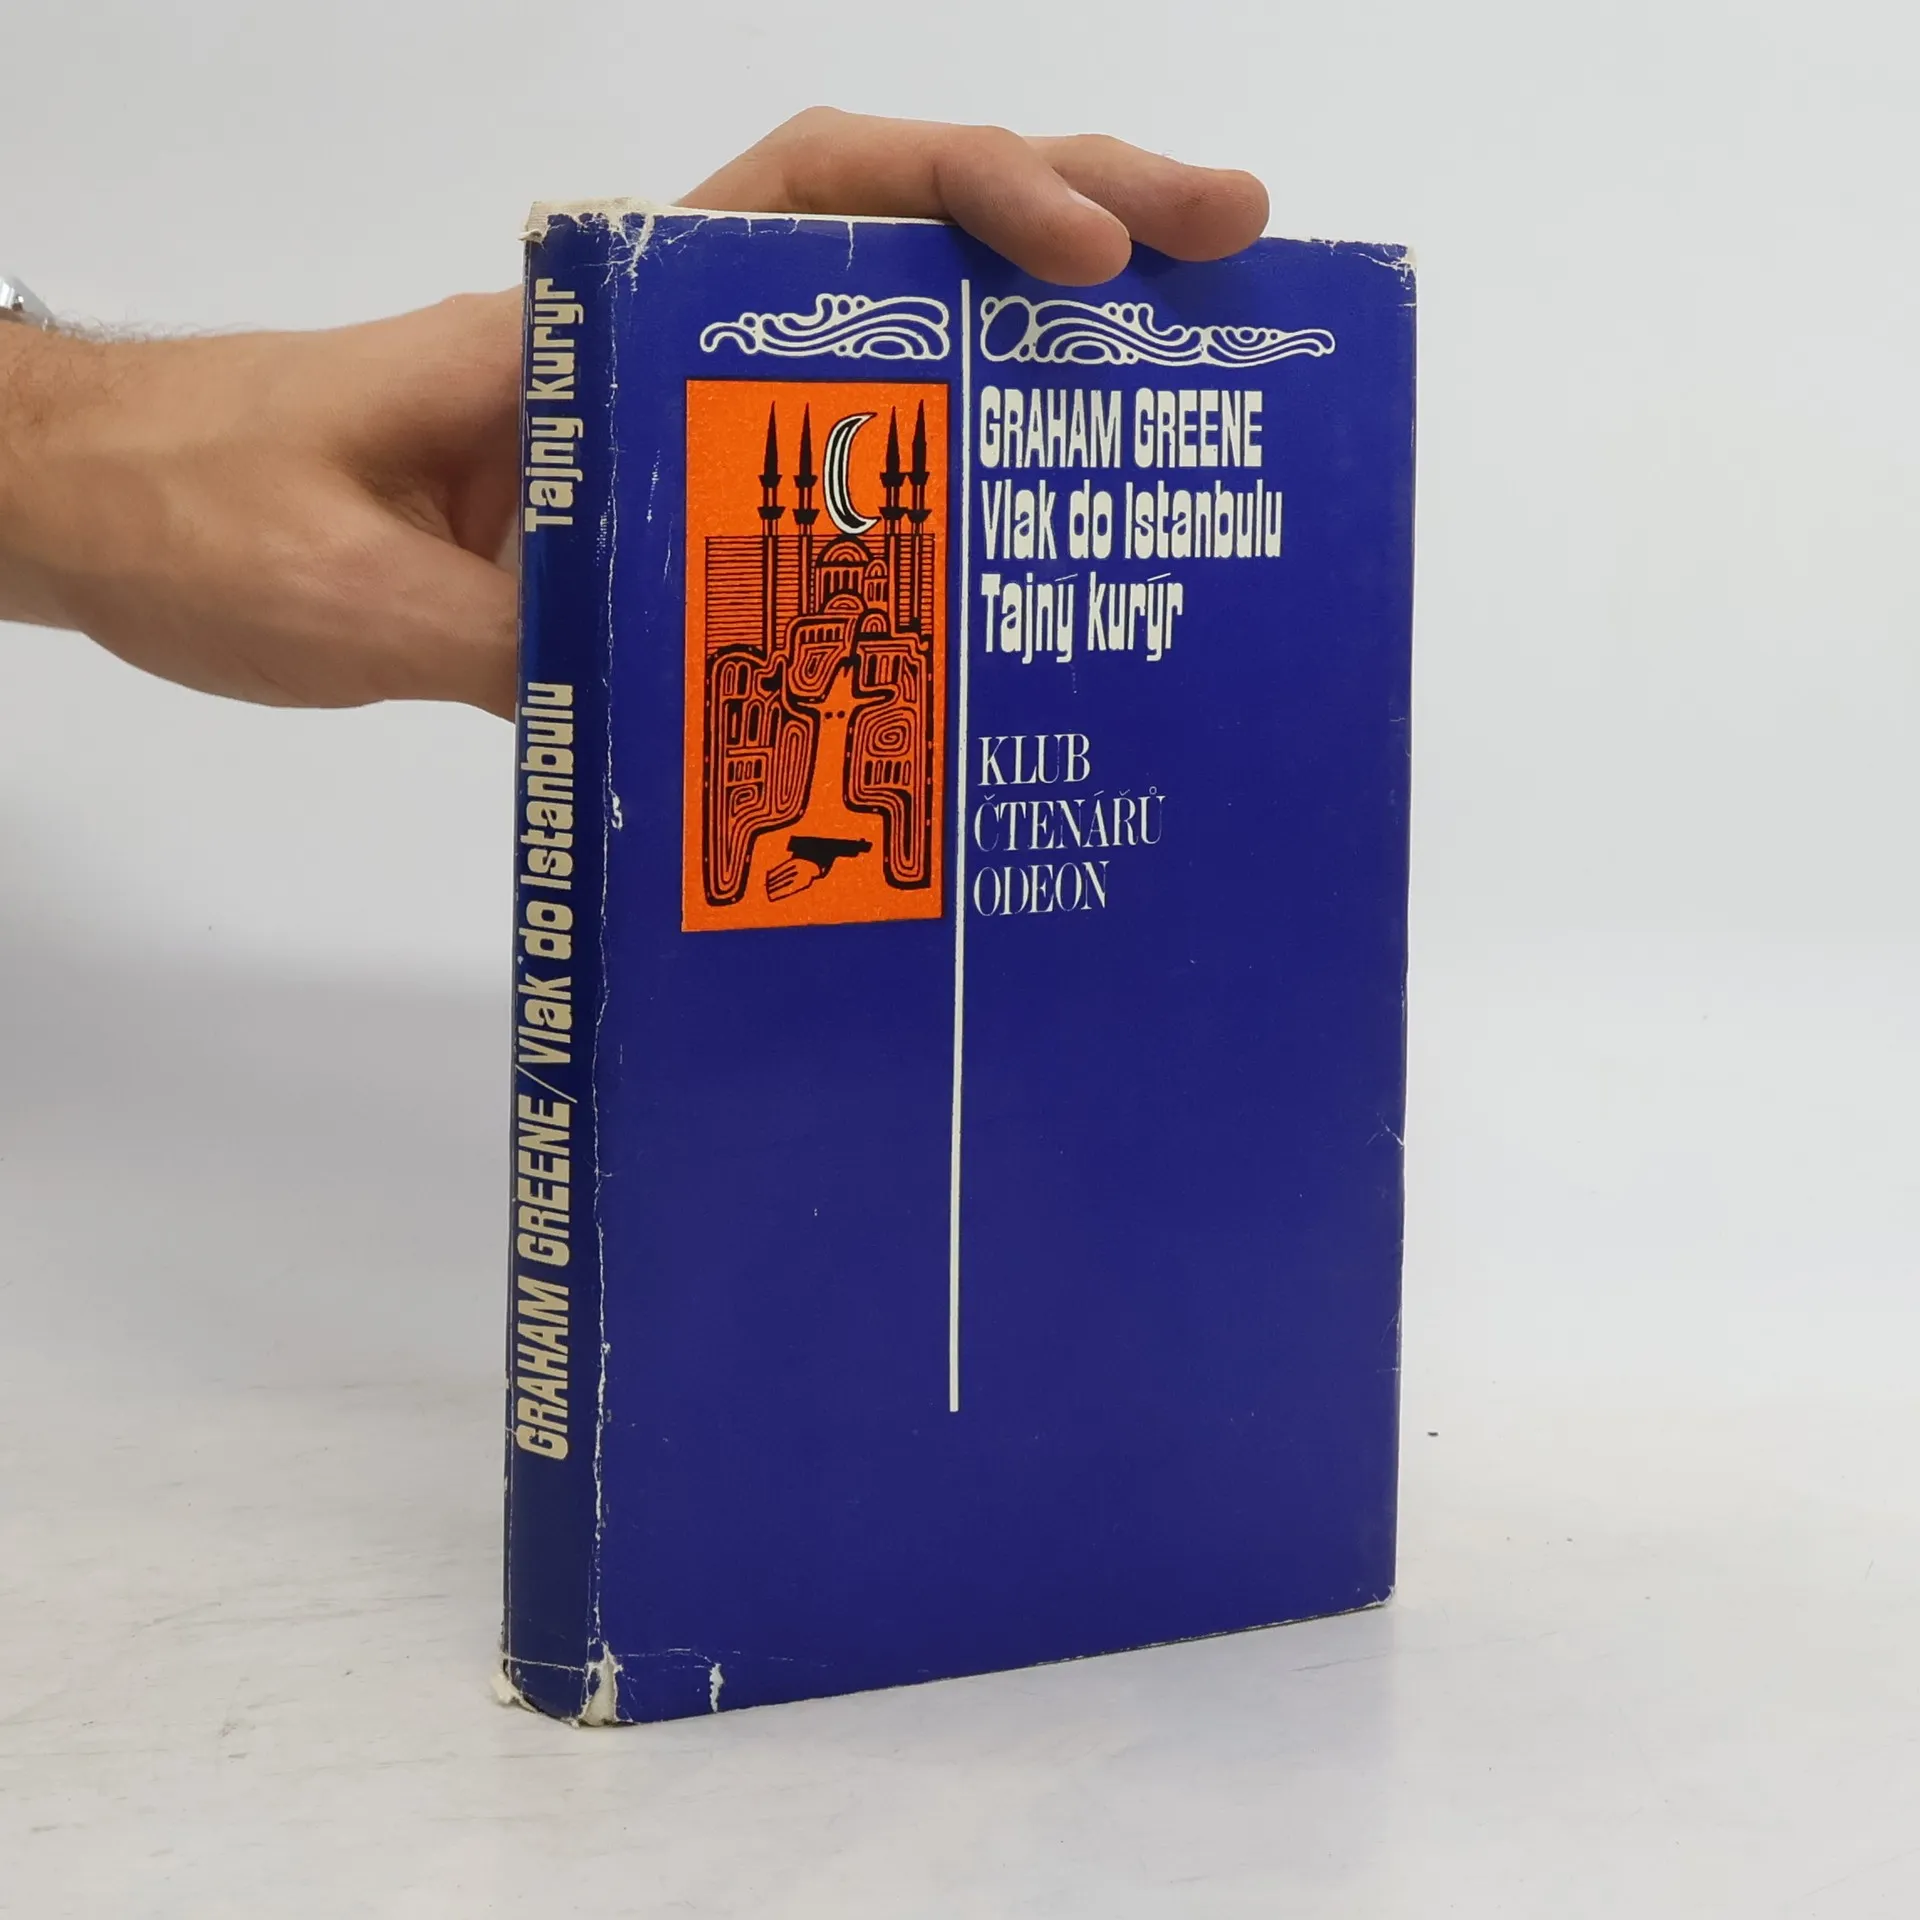 GRAHAM GREENE
Vlak do Istanbulu
Tajný kurýr
KLUB
ČTENÁŘŮ
ODEON
GRAHAM GREENE/Vlak do Istanbulu Tajný kurýr